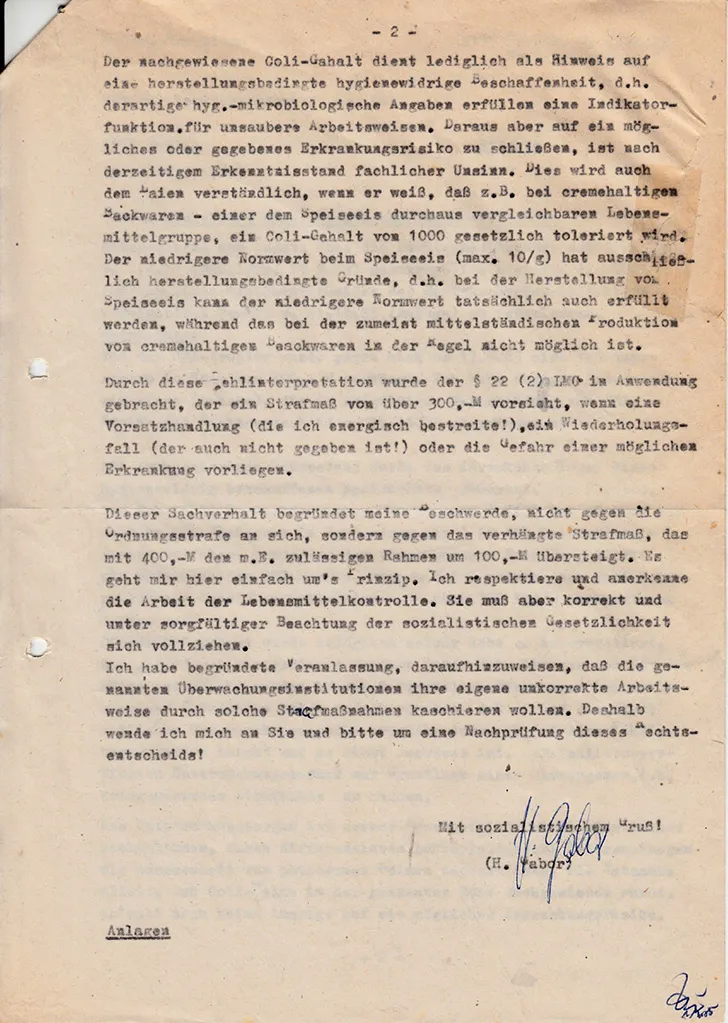 - 2 -
Der nachgewiesene Coli-Gahalt dient lediglich als Hinweis auf
eine herstellungsbedingte hygienewidrige Beschaffenheit, d.h.
derartige hyg.-mikrobiologische Angaben erfüllen eine Indikator-
funktion.für unsaubere Arbeitsweisen. Daraus aber auf ein mög-
liches oder gegebenes Erkrankungsrisiko zu schließen, ist nach
derzeitigem Erkenntnisstand fachlicher Unsinn. Dies wird auch
dem Laien verständlich, wenn er weiß, daß z.B. bei cremehaltigen
Backwaren - einer dem Speiseeis durchaus vergleichbaren Lebens-
mittelgruppe, ein Coli-Gahalt von 1000 gesetzlich toleriert wird.
Der niedrigere Normwert beim Speiseeis (max. 10/g) hat ausschließ-
lich herstellungsbedingte Gründe, d.h. bei der Herstellung von
Speiseeis kann der niedrigere Normwert tatsächlich auch erfüllt
werden, während das bei der zumeist mittelständischen Produktion
von cremehaltigen Beackwaren in der Regel nicht möglich ist.
Durch diese Fehlinterpretation wurde der § 22 (2) LMG in Anwendung
gebracht, der ein Strafmaß von über 300,-M vorsieht, wenn eine
Vorsatzhandlung (die ich energisch bestreite!),ein Wiederholungs-
fall (der auch nicht gegeben ist!) oder die Gefahr einer möglichen
Erkrankung vorliegen.
Dieser Sachverhalt begründet meine Beschwerde, nicht gegen die
Ordnungsstrafe an sich, sondern gegen das verhängte Strafmaß, das
mit 400,-M den m.E. zulässigen Rahmen um 100,-M übersteigt. Es
geht mir hier einfach um's Prinzip. Ich respektiere und anerkenne
die Arbeit der Lebensmittelkontrolle. Sie muß aber korrekt und
unter sorgfältiger Beachtung der sozialistischen Gesetzlichkeit
sich vollziehen.
Ich habe begründete Veranlassung, daraufhinzuweisen, daß die ge-
nannten Überwachungsinstitutionen ihre eigene unkorrekte Arbeits-
weise durch solche Strafmaßnahmen kaschieren wollen. Deshalb
wende ich mich an Sie und bitte um eine Nachprüfung dieses Rechts-
entscheids!
Mit sozialistischem Gruß!
(H. Gabor)
Anlagen